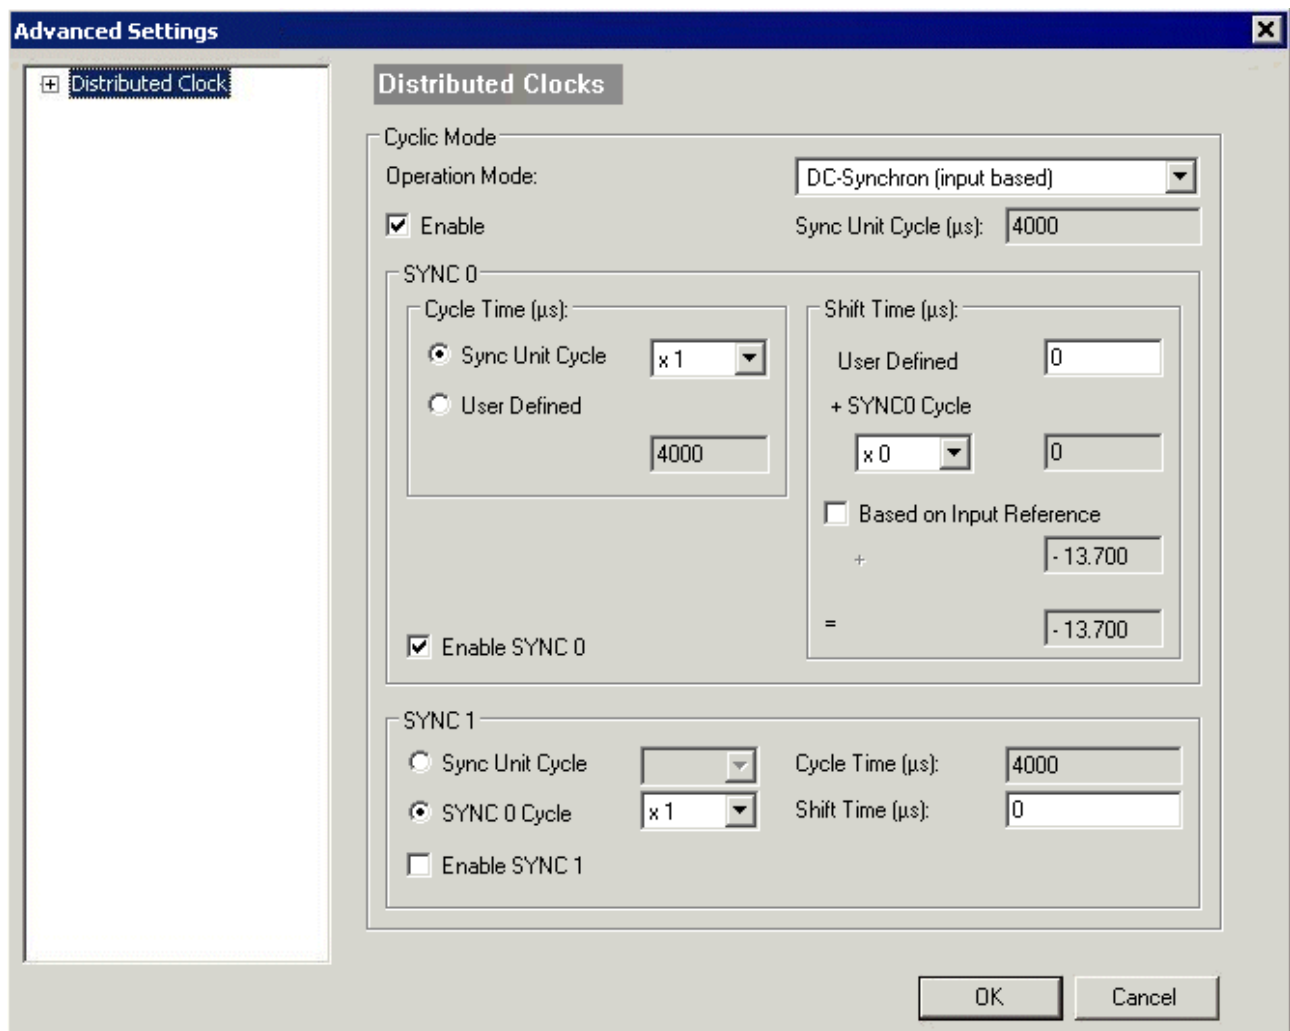 Advanced Settings
Distributed Clock
Distributed Clocks
Cyclic Mode
Operation Mode:
DC-Synchron (input based)
Enable
Sync Unit Cycle (µs):
4000
SYNC 0
Cycle Time (µs):
Sync Unit Cycle
x 1
User Defined
4000
Enable SYNC 0
Shift Time (µs):
User Defined
0
+ SYNC0 Cycle
x 0
0
Based on Input Reference
+
- 13.700
=
- 13.700
SYNC 1
Sync Unit Cycle
Cycle Time (µs):
4000
SYNC 0 Cycle
x 1
Shift Time (µs):
0
Enable SYNC 1
OK
Cancel